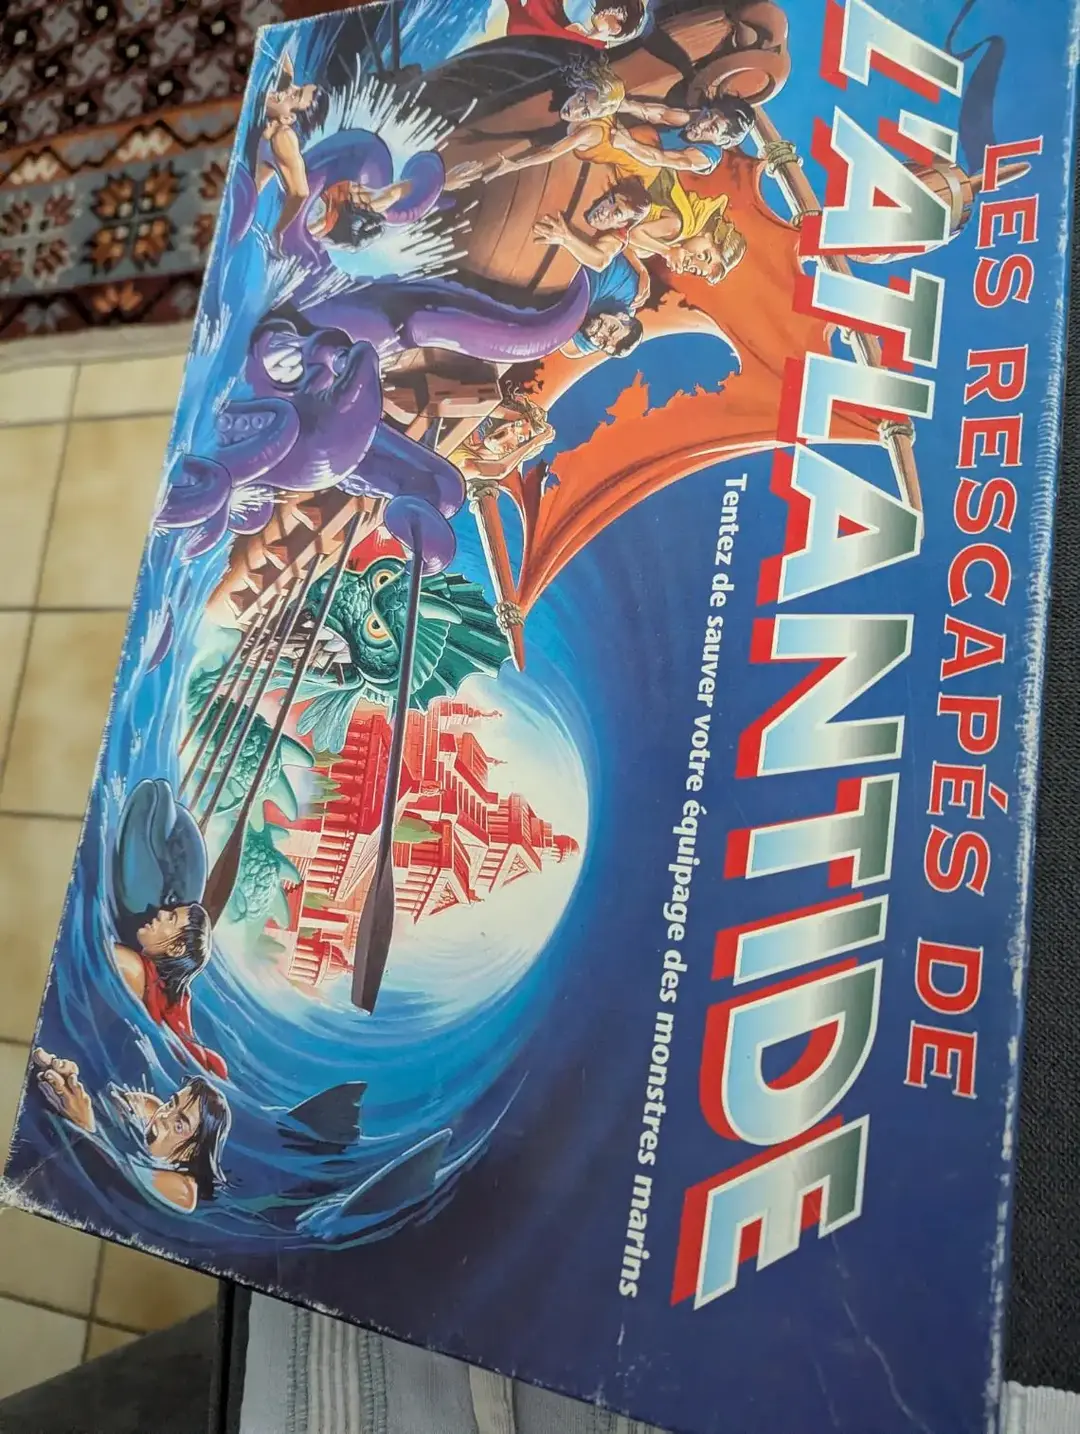 LES RESCAPÉS DE
L'ATLANTIDE
Tentez de sauver votre équipage des monstres marins